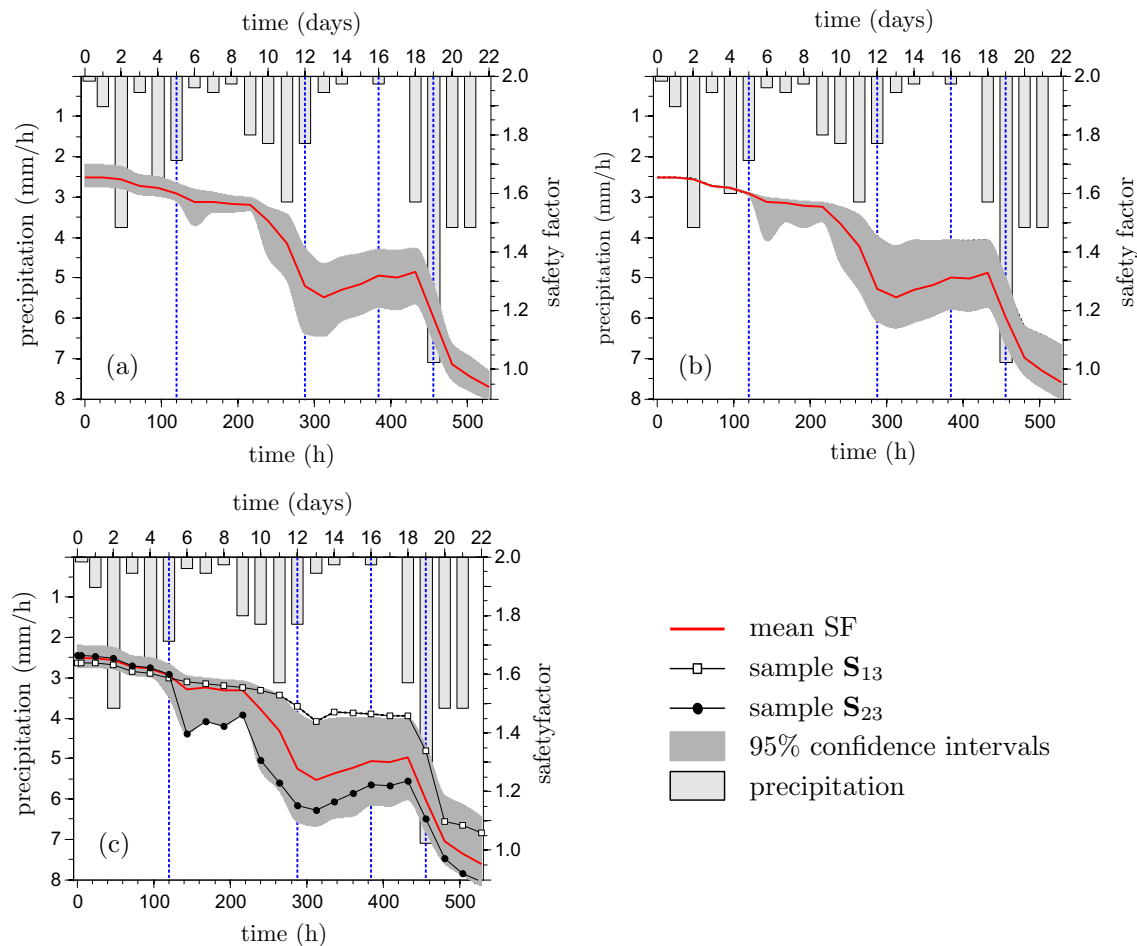 time (days)
0 2 4 6 8 10 12 14 16 18 20 22
precipitation (mm/h)
1 2 3 4 5 6 7 8
2.0 1.8 1.6 1.4 1.2 1.0
safety factor
(a)
0 100 200 300 400 500
time (h)
time (days)
0 2 4 6 8 10 12 14 16 18 20 22
precipitation (mm/h)
1 2 3 4 5 6 7 8
2.0 1.8 1.6 1.4 1.2 1.0
safety factor
(b)
0 100 200 300 400 500
time (h)
time (days)
0 2 4 6 8 10 12 14 16 18 20 22
precipitation (mm/h)
1 2 3 4 5 6 7 8
2.0 1.8 1.6 1.4 1.2 1.0
safetyfactor
(c)
0 100 200 300 400 500
time (h)
mean SF
sample S13
sample S23
95% confidence intervals
precipitation